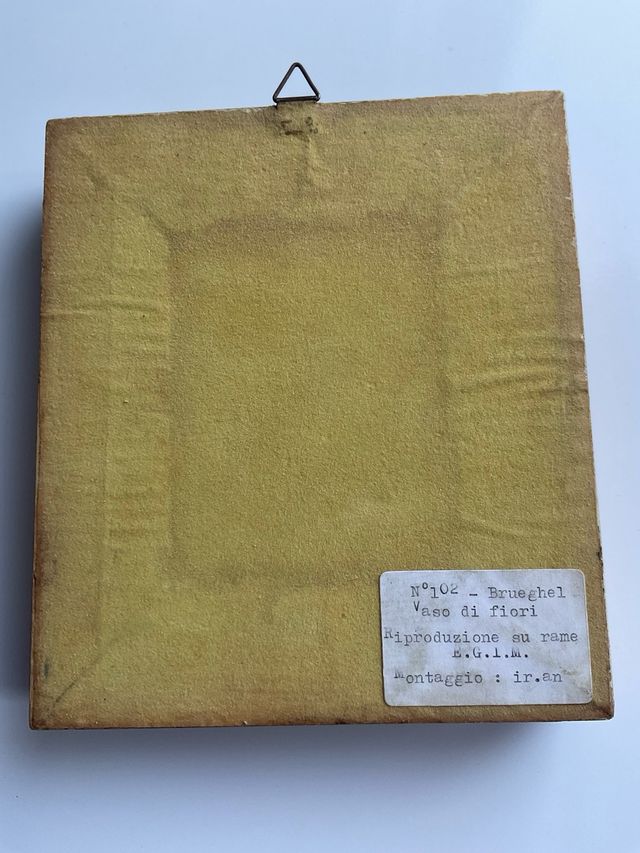 N°102 - Brueghel
Vaso di fiori
Riproduzione su rame
E.G.I.M.
Montaggio : ir.an